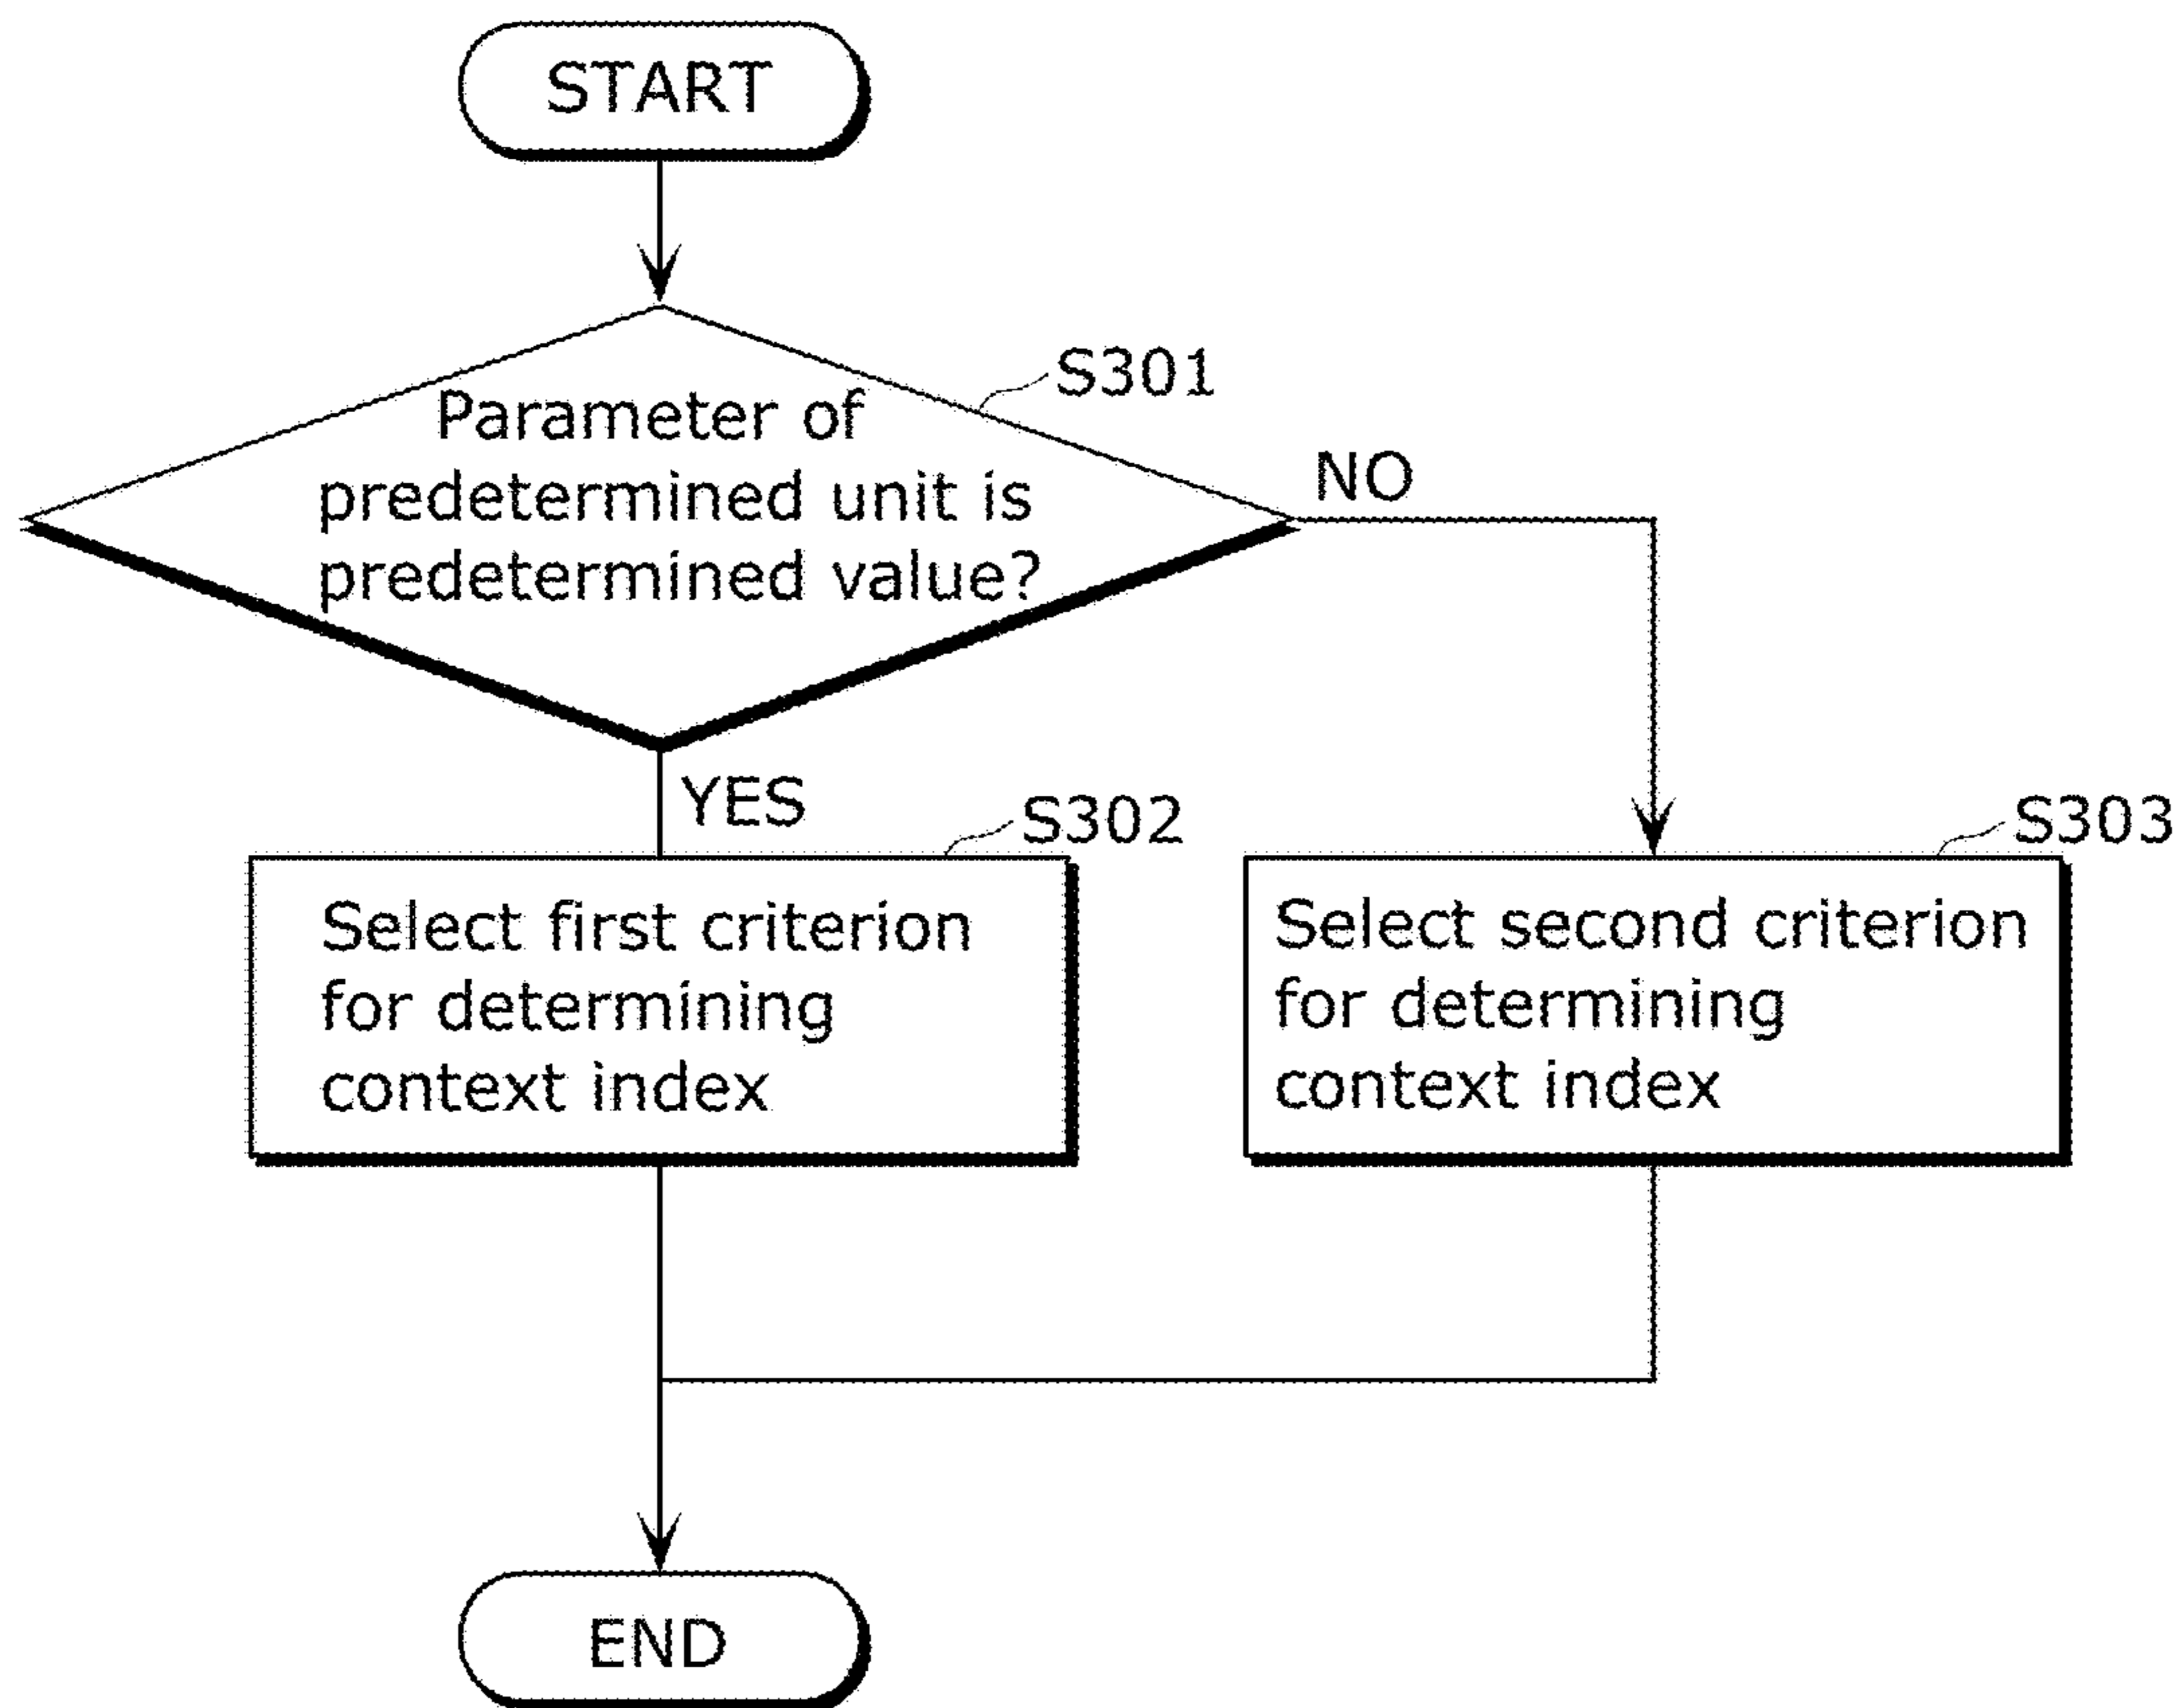 START
S301
Parameter of
predetermined unit is
predetermined value?
NO
YES
S302
Select first criterion
for determining
context index
S303
Select second criterion
for determining
context index
END